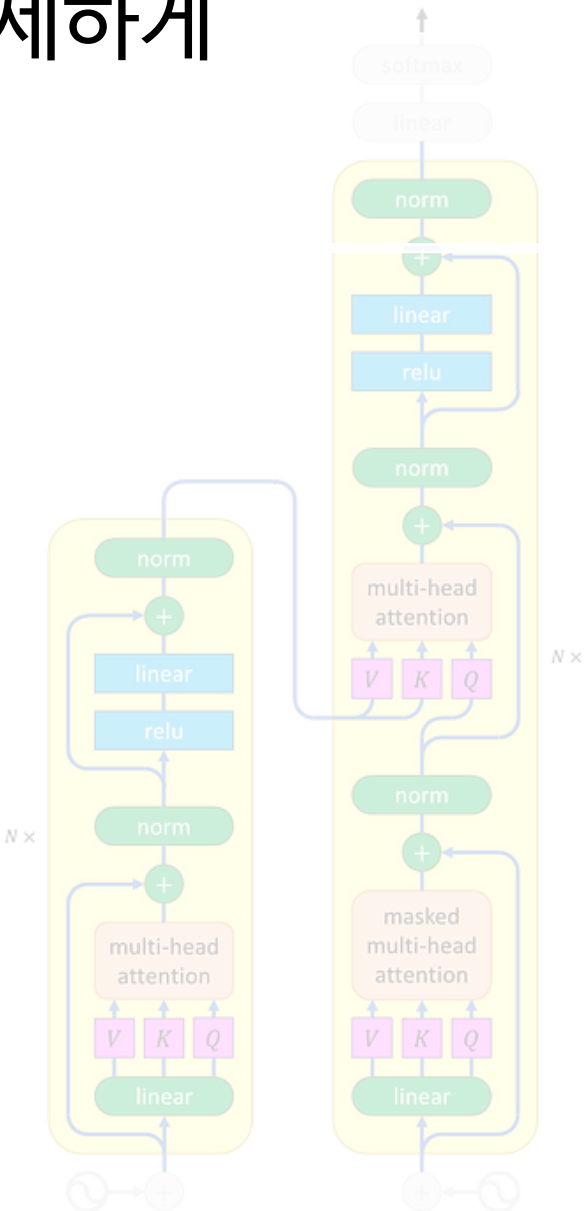 세하게
softmax
linear
norm
+
linear
relu
norm
+
multi-head
attention
V K Q
N ×
norm
+
masked
multi-head
attention
V K Q
linear
+
norm
+
linear
relu
norm
N ×
+
multi-head
attention
V K Q
linear
+